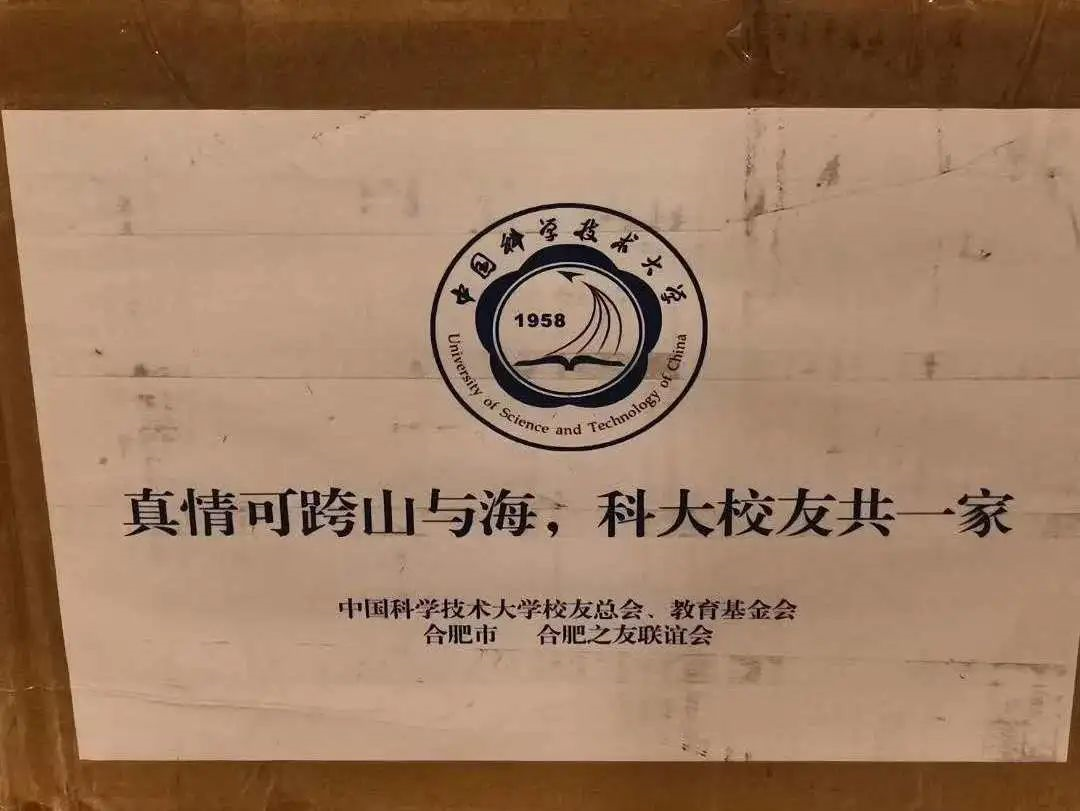 中国科学技术大学
1958
University of Science and Technology of China
真情可跨山与海，科大校友共一家
中国科学技术大学校友总会、教育基金会
合肥市 合肥之友联谊会